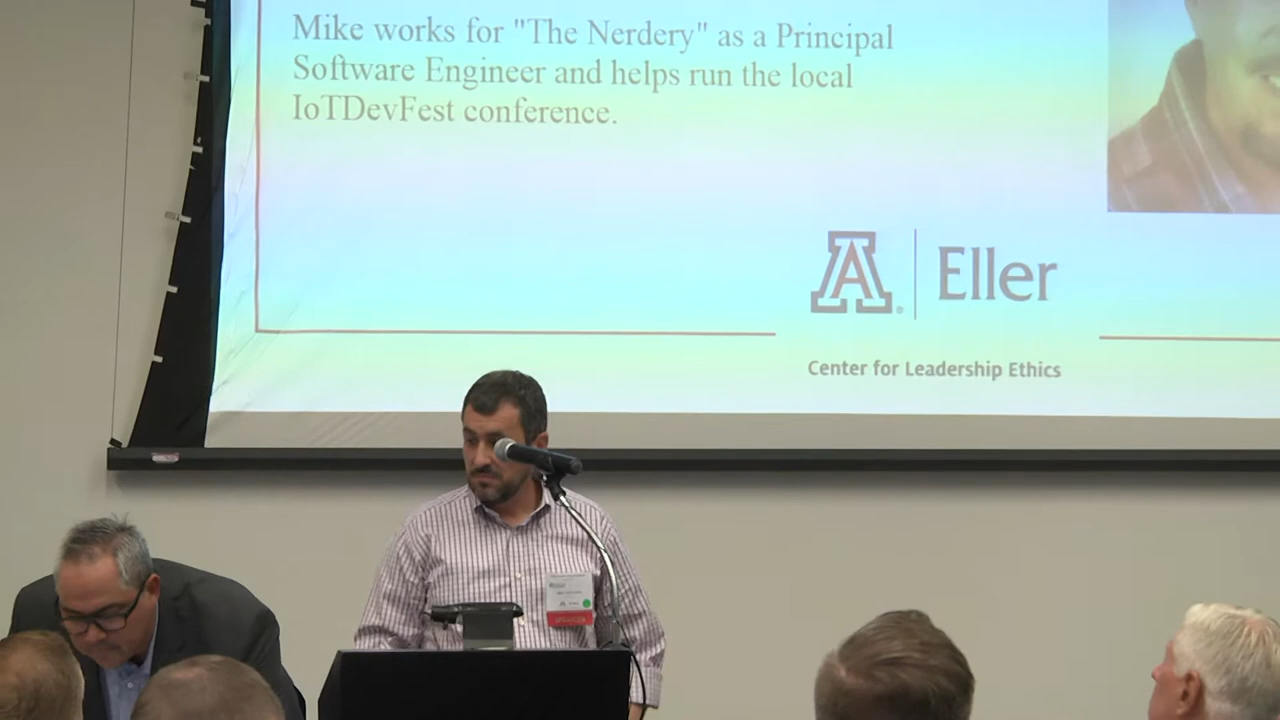 Mike works for "The Nerdery" as a Principal
Software Engineer and helps run the local
IoTDevFest conference.
A ® Eller
Center for Leadership Ethics